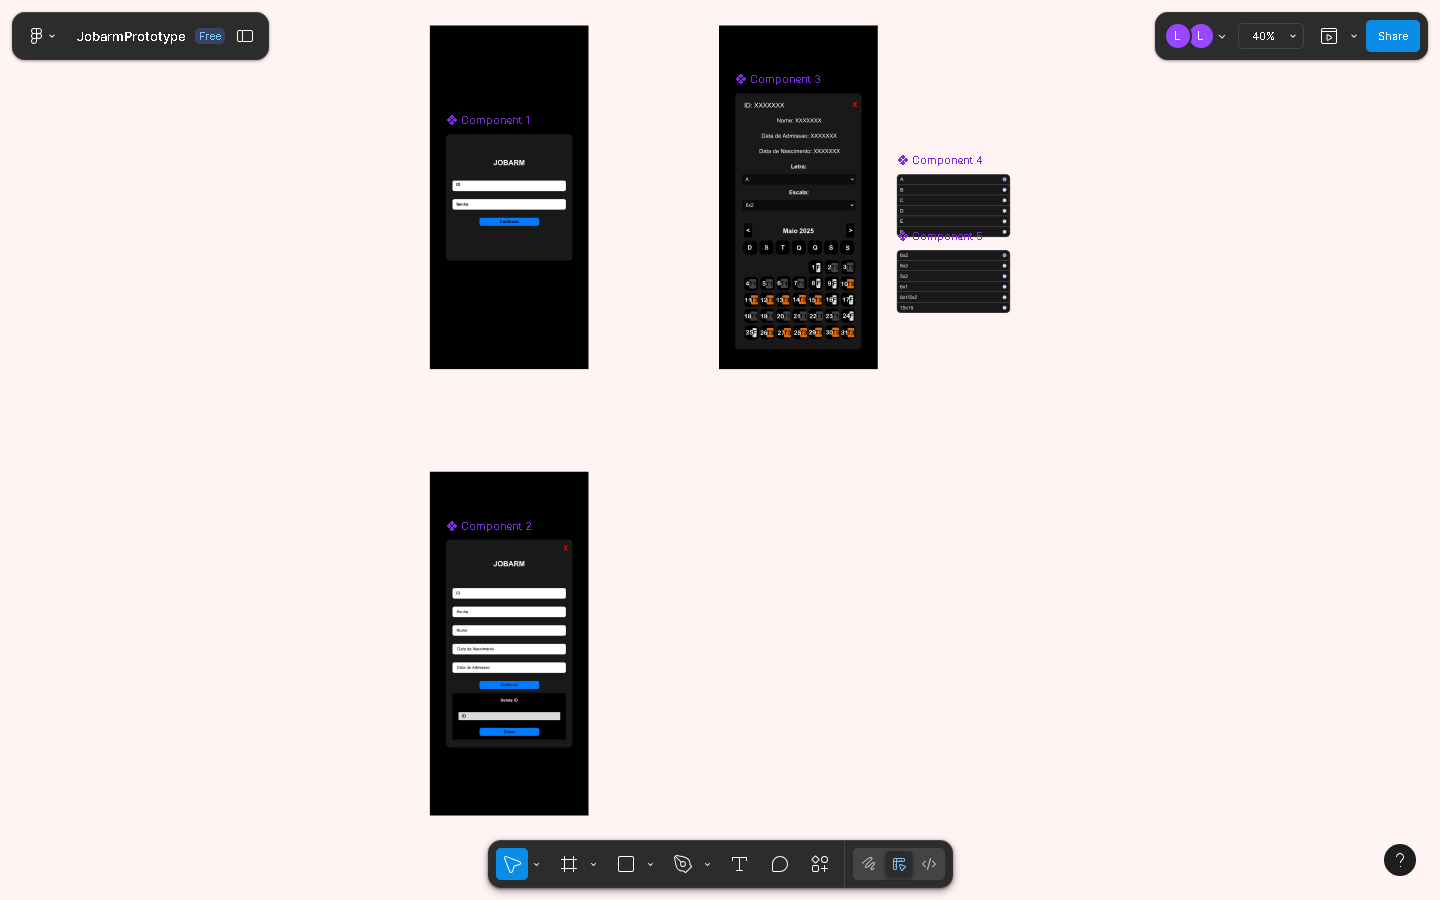 JobarmPrototype
Free
L
L
40%
Share
Component 1
JOBARM
ID
Senha
Confirmar
Component 3
ID: XXXXXXX
X
Nome: XXXXXXX
Data de Admissao: XXXXXXX
Data de Nascimento: XXXXXXX
Letra:
A
Escala:
6x2
< Maio 2025 >
D S T Q Q S S
1 F 2 3
4 5 6 7 8 F 9 F 10
11 12 13 14 15 16 F 17 F
18 19 20 21 22 23 24 F
25 F 26 27 28 29 30 31
Component 4
A
B
C
D
E
Component 5
6x2
6x3
5x2
6x1
6x1/5x2
15x15
Component 2
X
JOBARM
ID
Senha
Nome
Data de Nascimento
Data de Admissao
Confirmar
Delete ID
ID
?